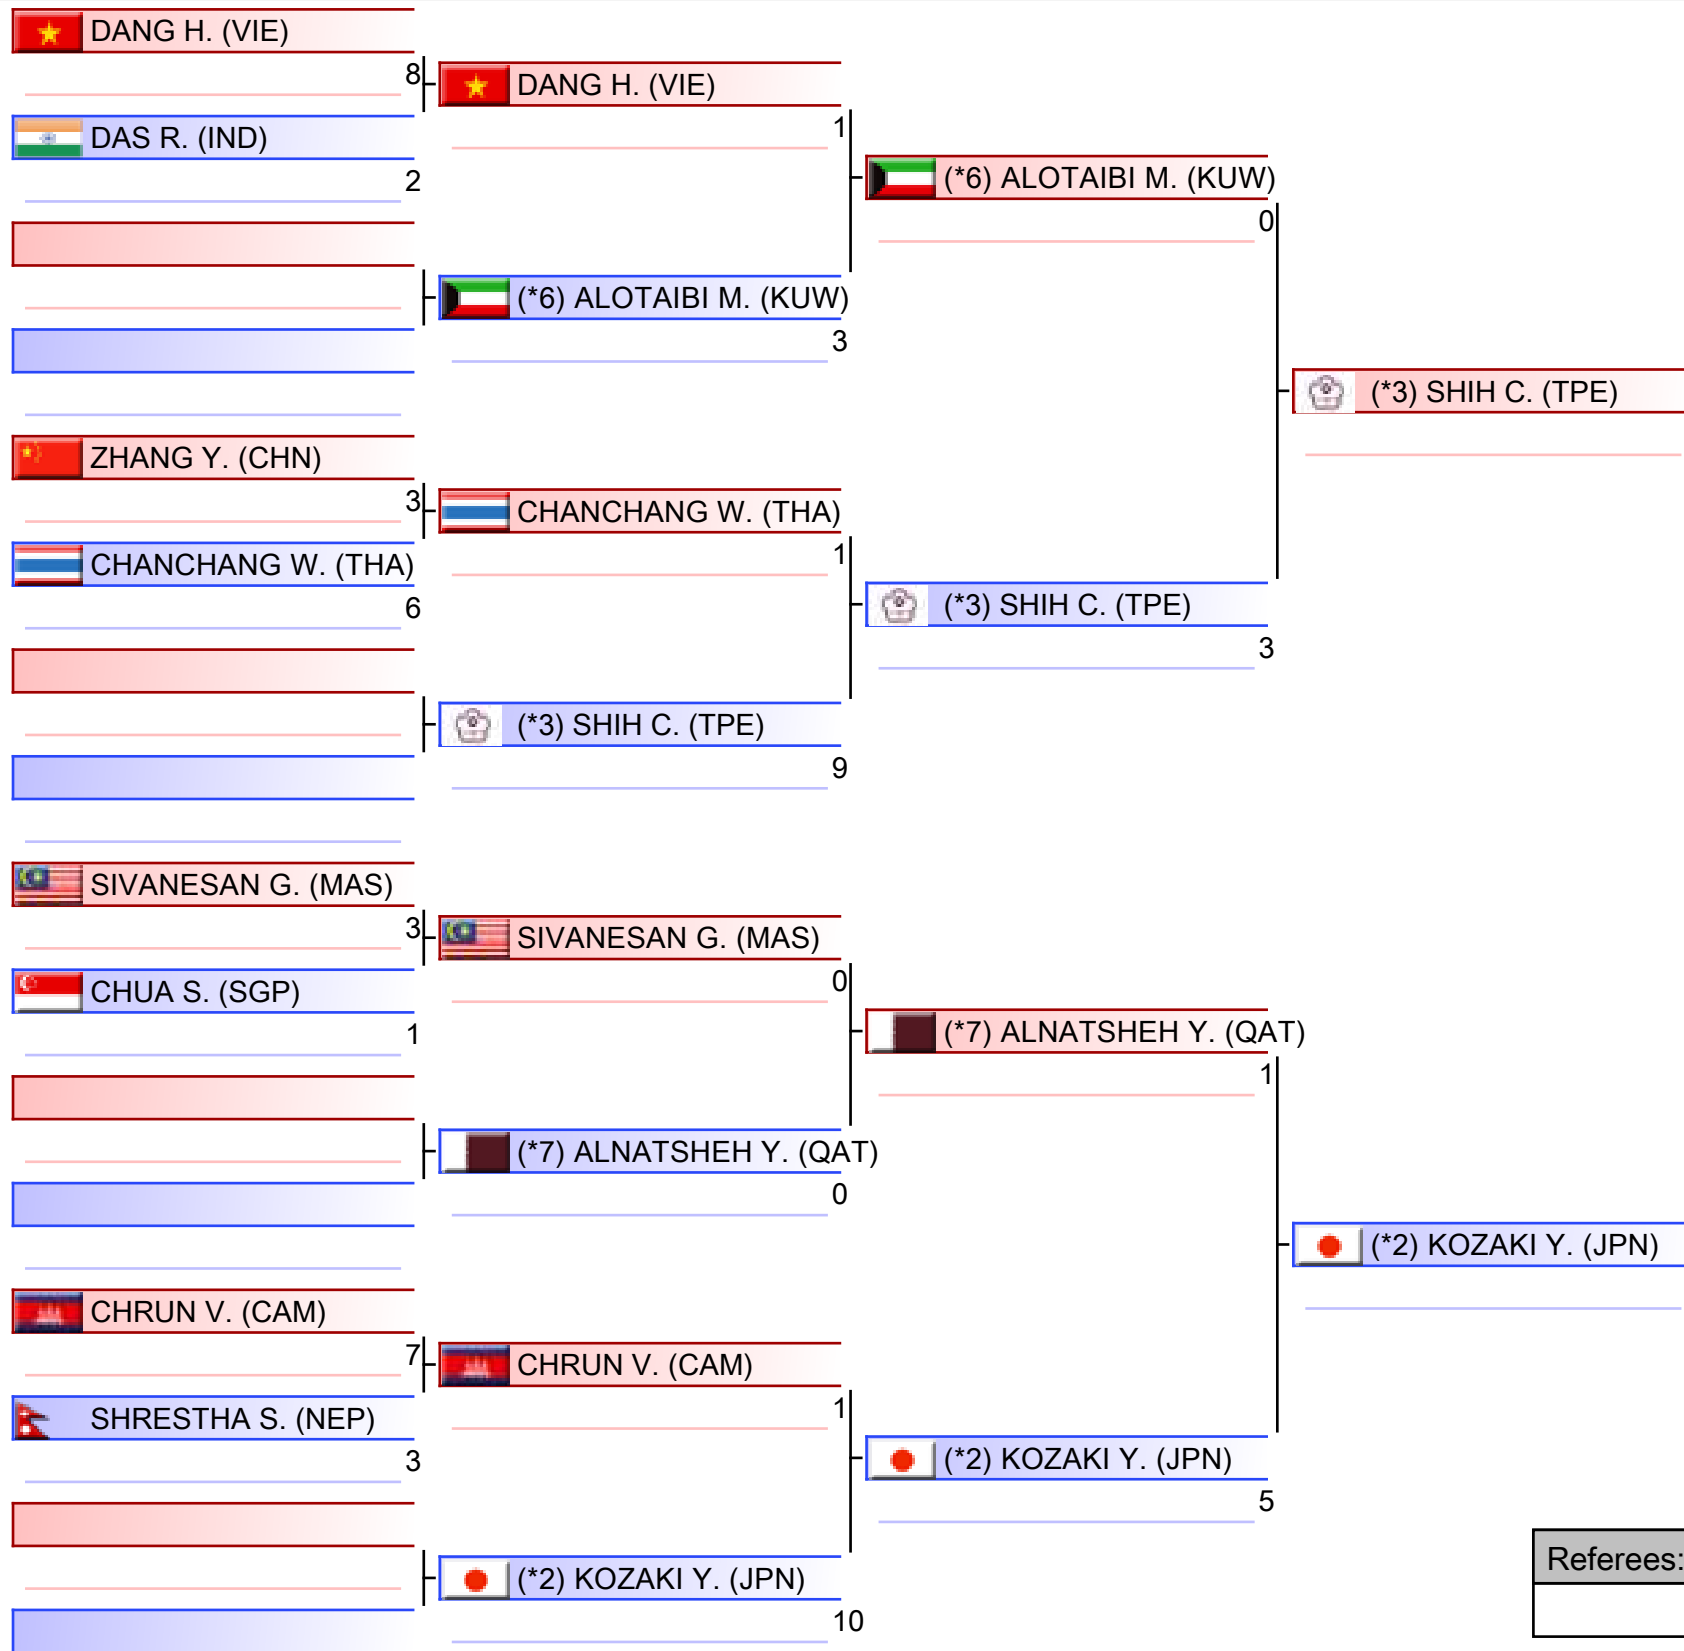 DANG H. (VIE)
8
DAS R. (IND)
2
ZHANG Y. (CHN)
3
CHANCHANG W. (THA)
6
SIVANESAN G. (MAS)
3
CHUA S. (SGP)
1
CHRUN V. (CAM)
7
SHRESTHA S. (NEP)
3
DANG H. (VIE)
1
(*6) ALOTAIBI M. (KUW)
3
CHANCHANG W. (THA)
1
(*3) SHIH C. (TPE)
9
SIVANESAN G. (MAS)
0
(*7) ALNATSHEH Y. (QAT)
0
CHRUN V. (CAM)
1
(*2) KOZAKI Y. (JPN)
10
(*6) ALOTAIBI M. (KUW)
0
(*3) SHIH C. (TPE)
3
(*7) ALNATSHEH Y. (QAT)
1
(*2) KOZAKI Y. (JPN)
5
(*3) SHIH C. (TPE)
(*2) KOZAKI Y. (JPN)
Referees: